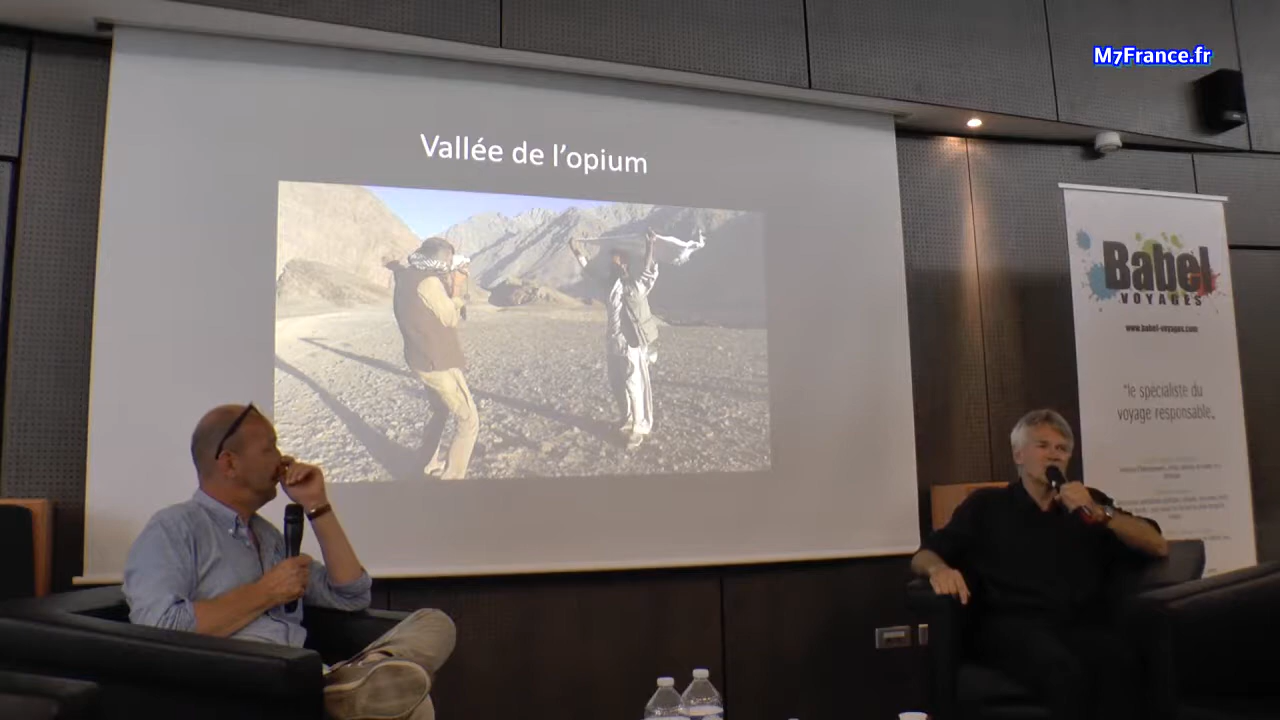 M7France.fr
Vallée de l'opium
Babel
VOYAGES
www.babel-voyages.com
"le spécialiste du
voyage responsable„